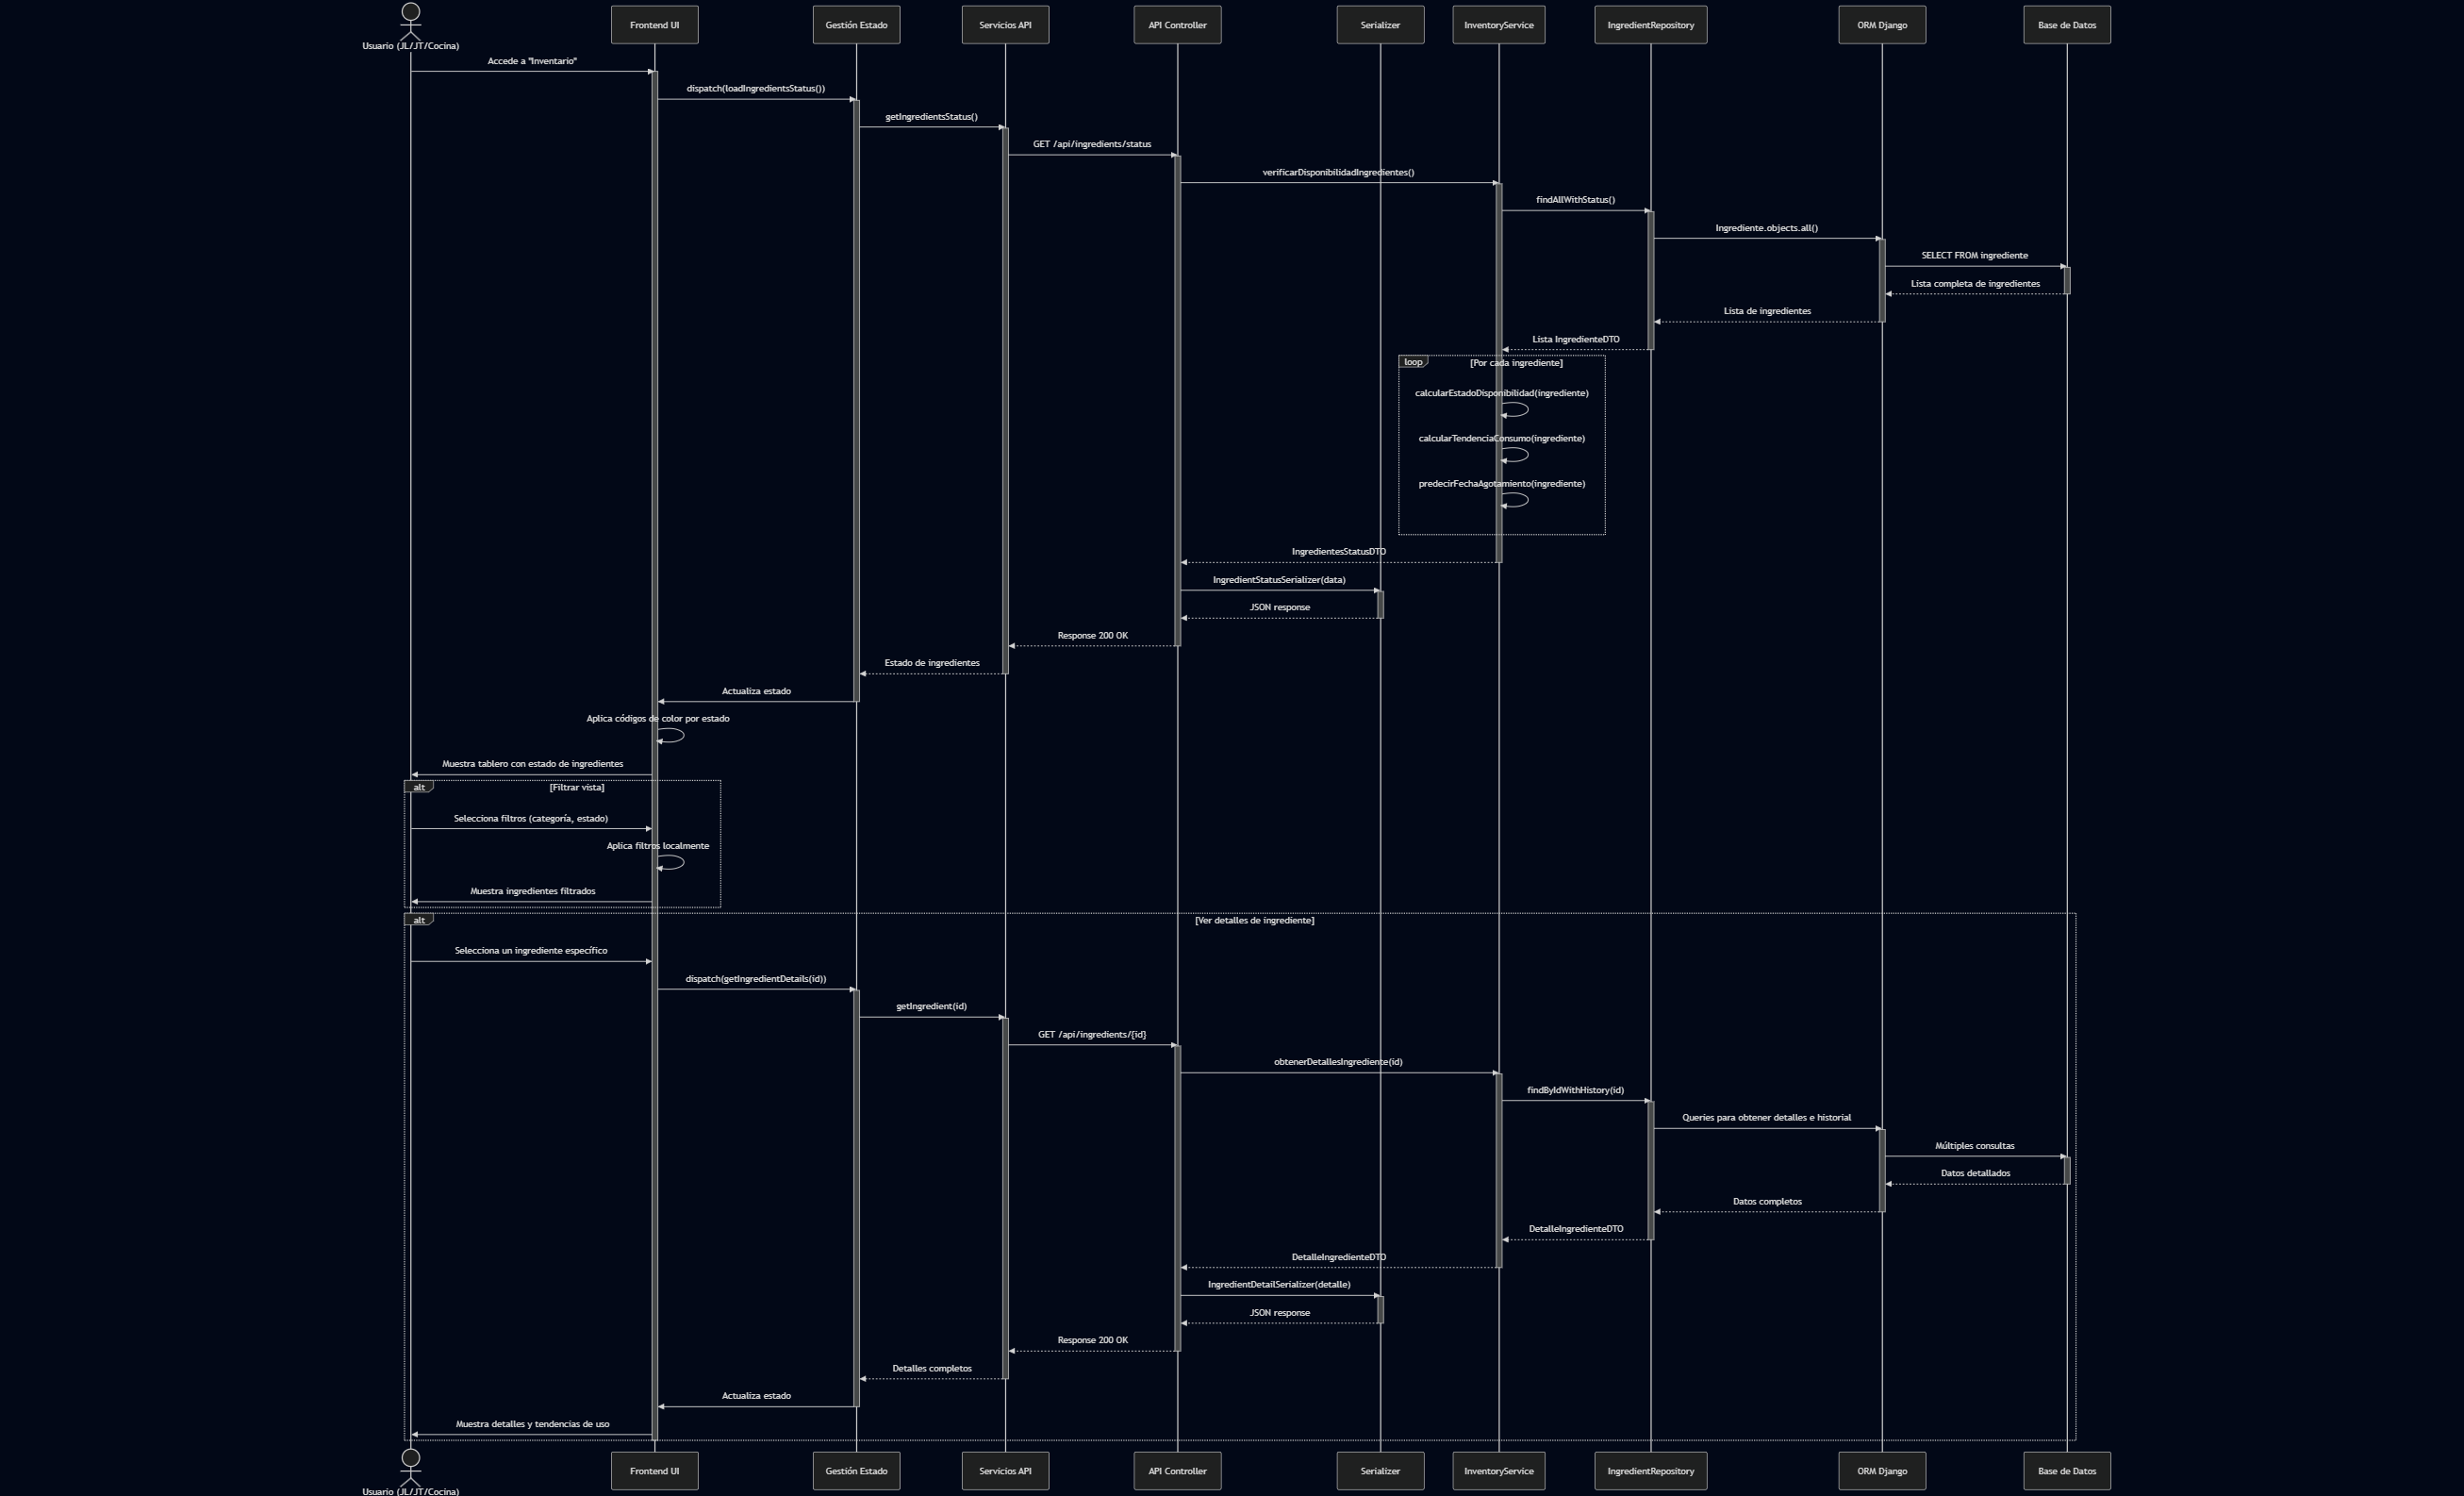 Usuario (JL/JT/Cocina)
Frontend UI
Gestión Estado
Servicios API
API Controller
Serializer
InventoryService
IngredientRepository
ORM Django
Base de Datos
Accede a "Inventario"
dispatch(loadIngredientsStatus())
getIngredientsStatus()
GET /api/ingredients/status
verificarDisponibilidadIngredientes()
findAllWithStatus()
Ingrediente.objects.all()
SELECT FROM ingrediente
Lista completa de ingredientes
Lista de ingredientes
Lista IngredienteDTO
loop
[Por cada ingrediente]
calcularEstadoDisponibilidad(ingrediente)
calcularTendenciaConsumo(ingrediente)
predecirFechaAgotamiento(ingrediente)
IngredientesStatusDTO
IngredientStatusSerializer(data)
JSON response
Response 200 OK
Estado de ingredientes
Actualiza estado
Aplica códigos de color por estado
Muestra tablero con estado de ingredientes
alt
[Filtrar vista]
Selecciona filtros (categoría, estado)
Aplica filtros localmente
Muestra ingredientes filtrados
alt
[Ver detalles de ingrediente]
Selecciona un ingrediente específico
dispatch(getIngredientDetails(id))
getIngredient(id)
GET /api/ingredients/{id}
obtenerDetallesIngrediente(id)
findByIdWithHistory(id)
Queries para obtener detalles e historial
Múltiples consultas
Datos detallados
Datos completos
DetalleIngredienteDTO
DetalleIngredienteDTO
IngredientDetailSerializer(detalle)
JSON response
Response 200 OK
Detalles completos
Actualiza estado
Muestra detalles y tendencias de uso
Usuario (JL/JT/Cocina)
Frontend UI
Gestión Estado
Servicios API
API Controller
Serializer
InventoryService
IngredientRepository
ORM Django
Base de Datos